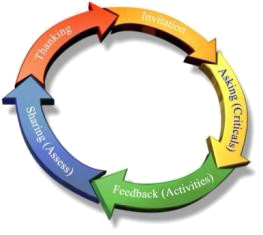 Invitation
Asking (Criticals)
Feedback (Activities)
Sharing (Assess)
Thanking